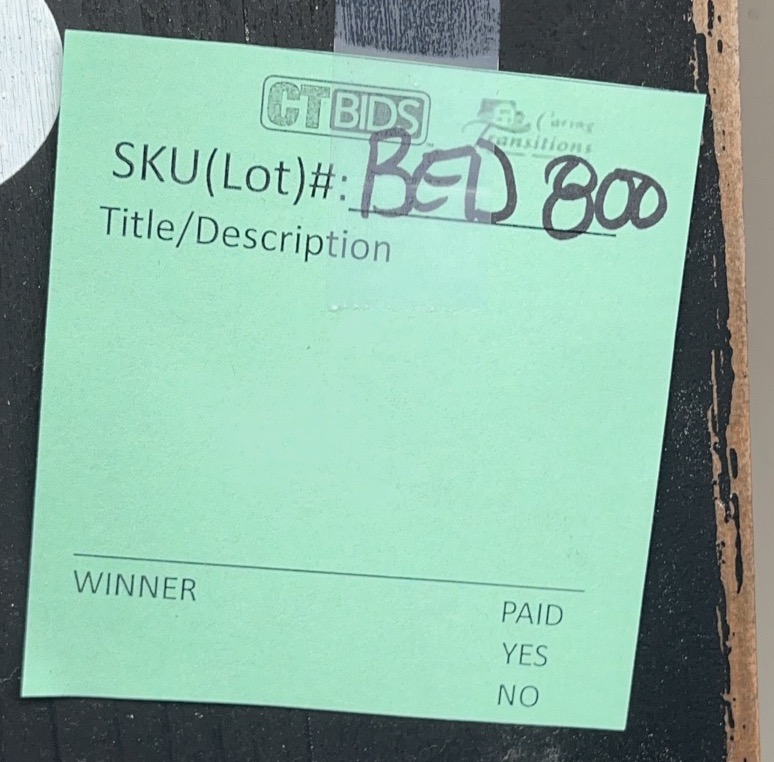 CTBIDS
Caring
Transitions
SKU(Lot)#: BED 800
Title/Description
WINNER
PAID
YES
NO